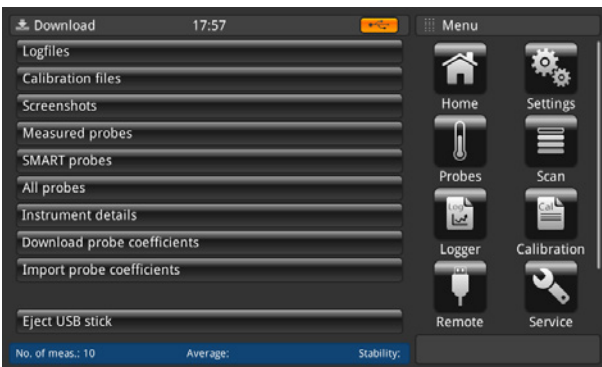 Download 17:57
Logfiles
Calibration files
Screenshots
Measured probes
SMART probes
All probes
Instrument details
Download probe coefficients
Import probe coefficients
Eject USB stick
No. of meas.: 10 Average: Stability:
Menu
Home Settings
Probes Scan
Log Cal
Logger Calibration
Remote Service